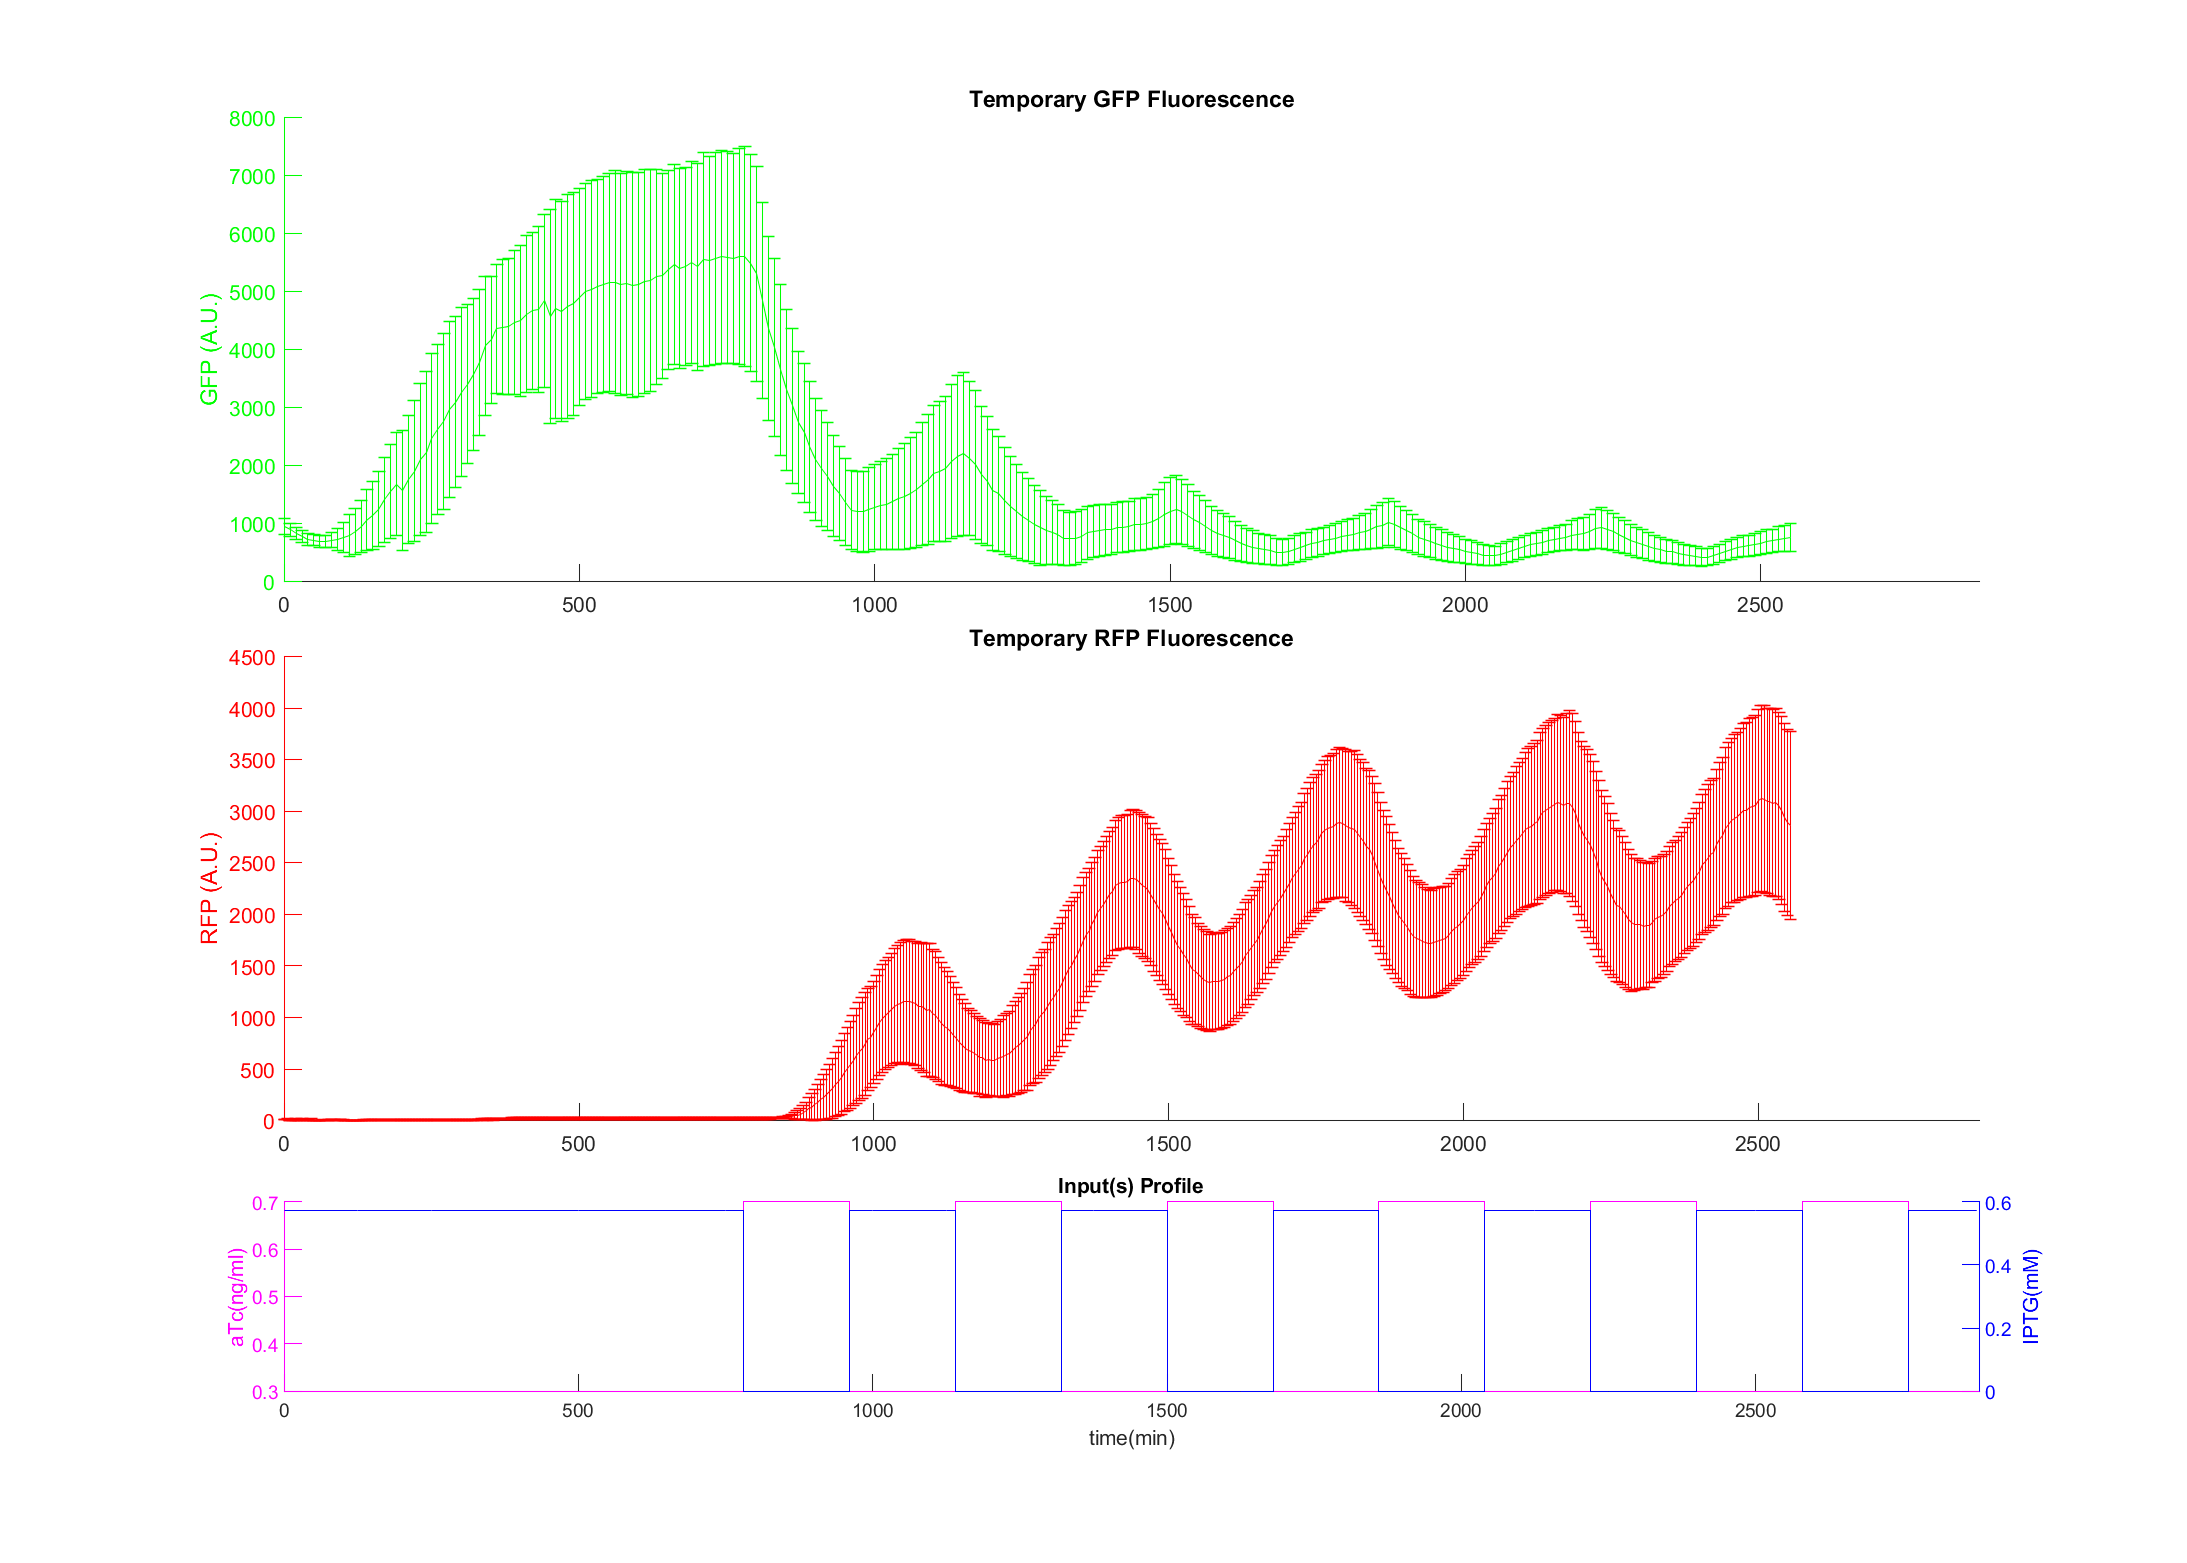 Temporary GFP Fluorescence
8000
7000
6000
5000
4000
3000
2000
1000
0
GFP (A.U.)
0 500 1000 1500 2000 2500
Temporary RFP Fluorescence
4500
4000
3500
3000
2500
2000
1500
1000
500
0
RFP (A.U.)
0 500 1000 1500 2000 2500
Input(s) Profile
0.7
0.6
0.5
0.4
0.3
aTc(ng/ml)
0.6
0.4
0.2
0
IPTG(mM)
0 500 1000 1500 2000 2500
time(min)